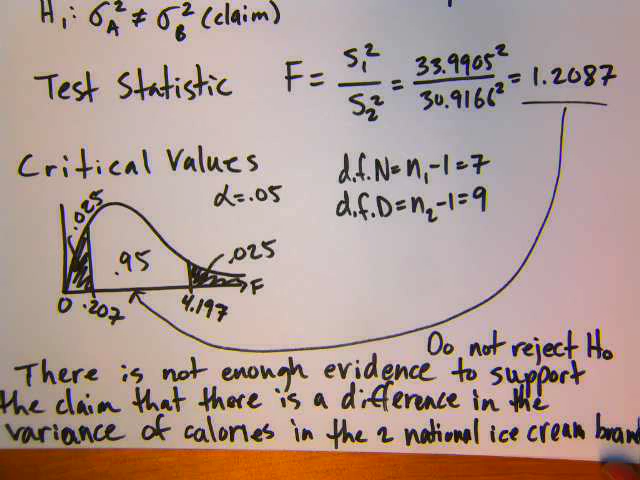 H₁: σ²_A ≠ σ²_B (claim)
Test Statistic F = S₁²/S₂² = 33.9905²/30.9166² = 1.2087
Critical Values
d.f.N = n₁-1 = 7
α = .05
d.f.D = n₂-1 = 9
.025
.95
.025
0 .207 4.197 F
Do not reject H₀
There is not enough evidence to support
the claim that there is a difference in the
variance of calories in the 2 national ice cream brand